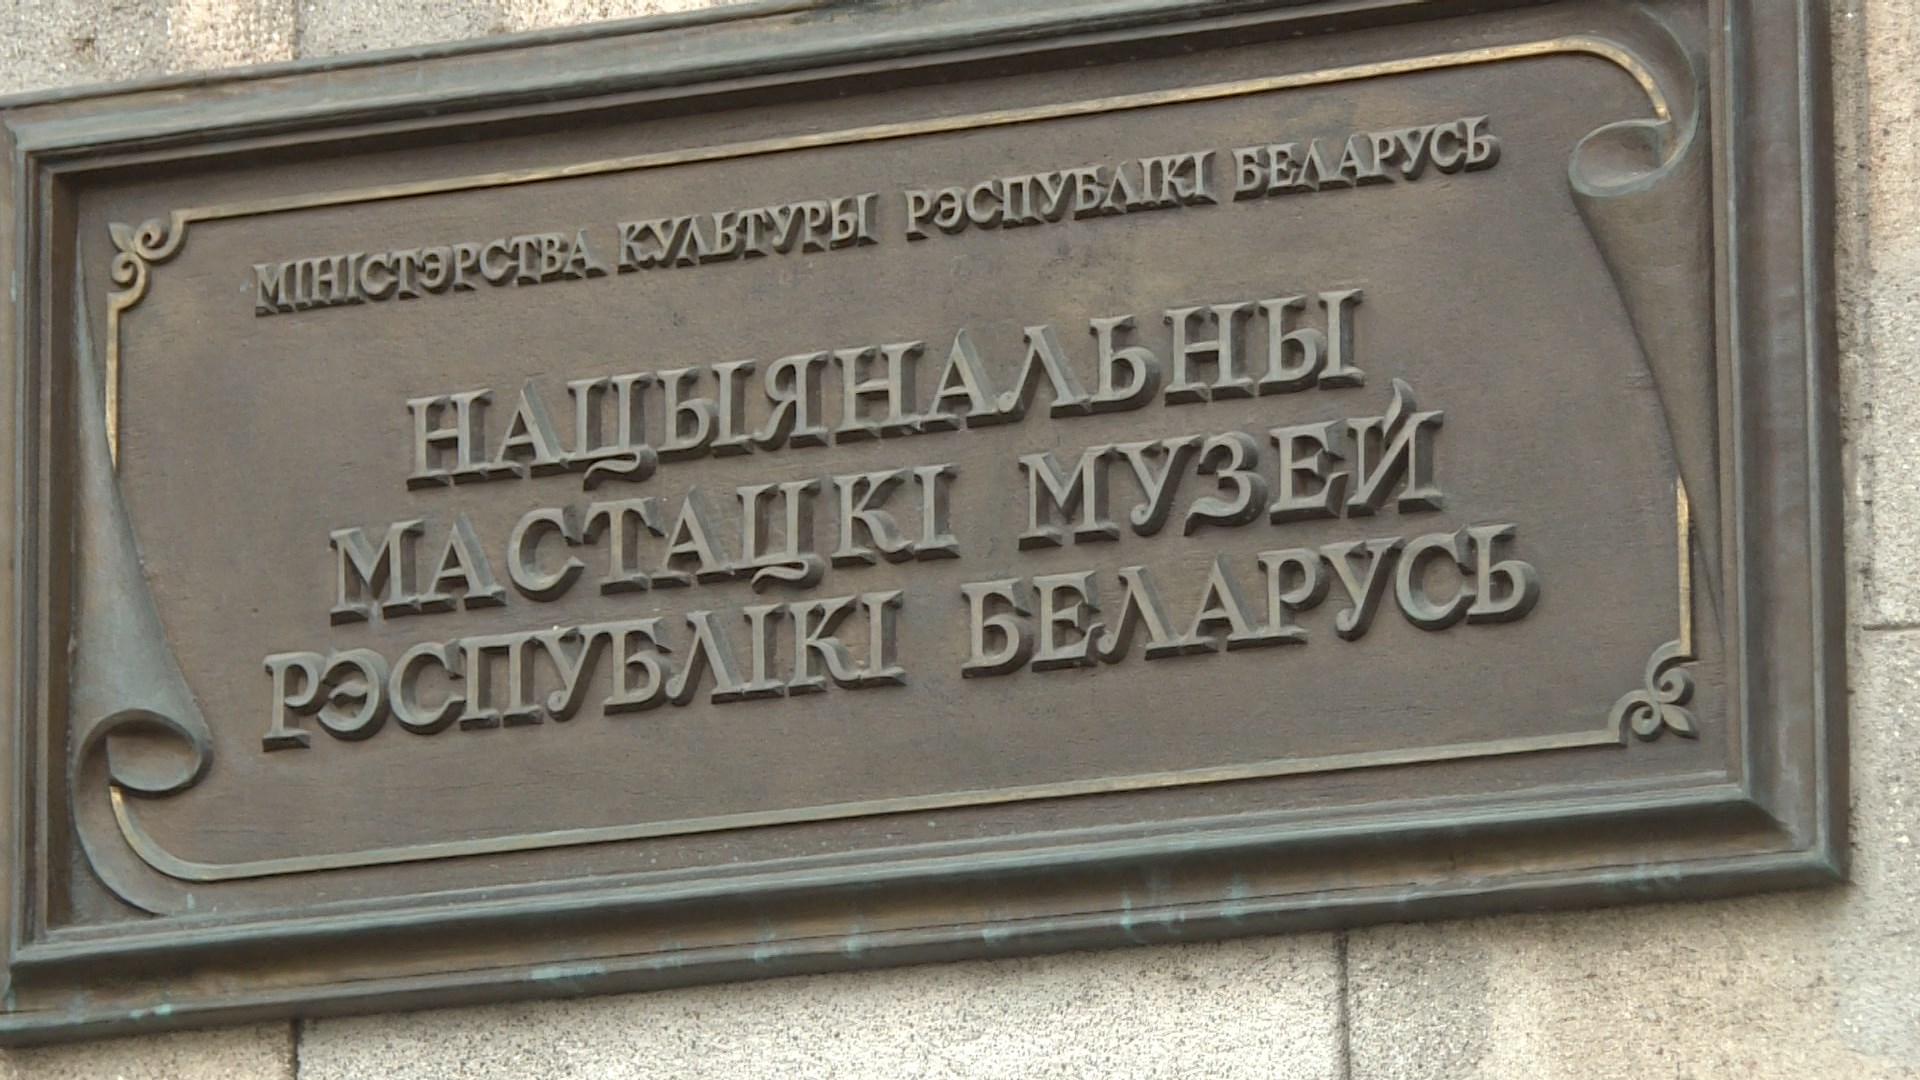 МІНІСТЭРСТВА КУЛЬТУРЫ РЭСПУБЛІКІ БЕЛАРУСЬ
НАЦЫЯНАЛЬНЫ
МАСТАЦКІ МУЗЕЙ
РЭСПУБЛІКІ БЕЛАРУСЬ